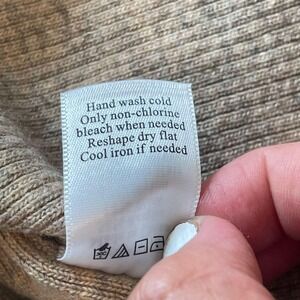 Hand wash cold
Only non-chlorine
bleach when needed
Reshape dry flat
Cool iron if needed